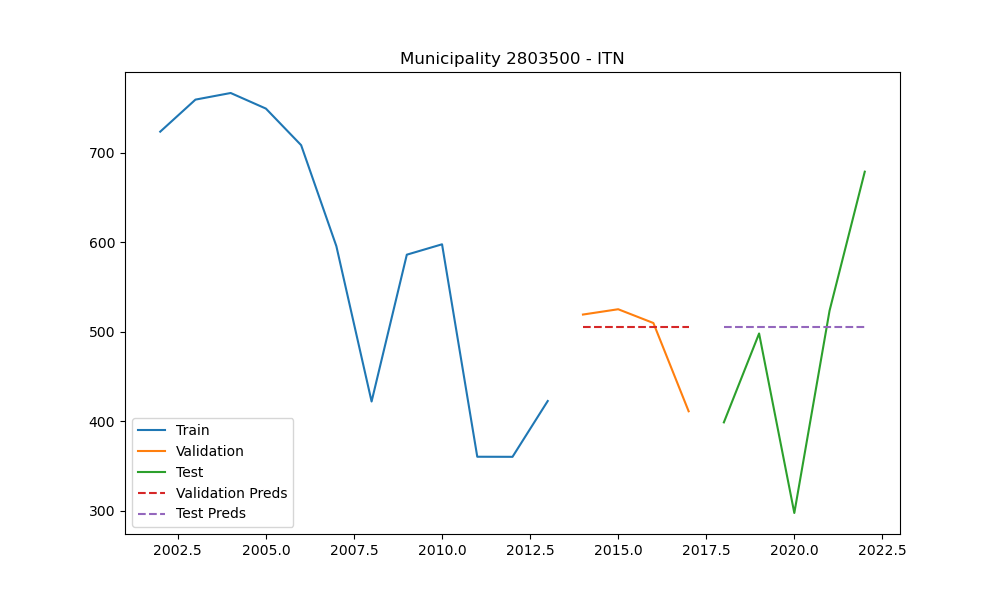 Municipality 2803500 - ITN
700
600
500
400
300
Train
Validation
Test
Validation Preds
Test Preds
2002.5 2005.0 2007.5 2010.0 2012.5 2015.0 2017.5 2020.0 2022.5